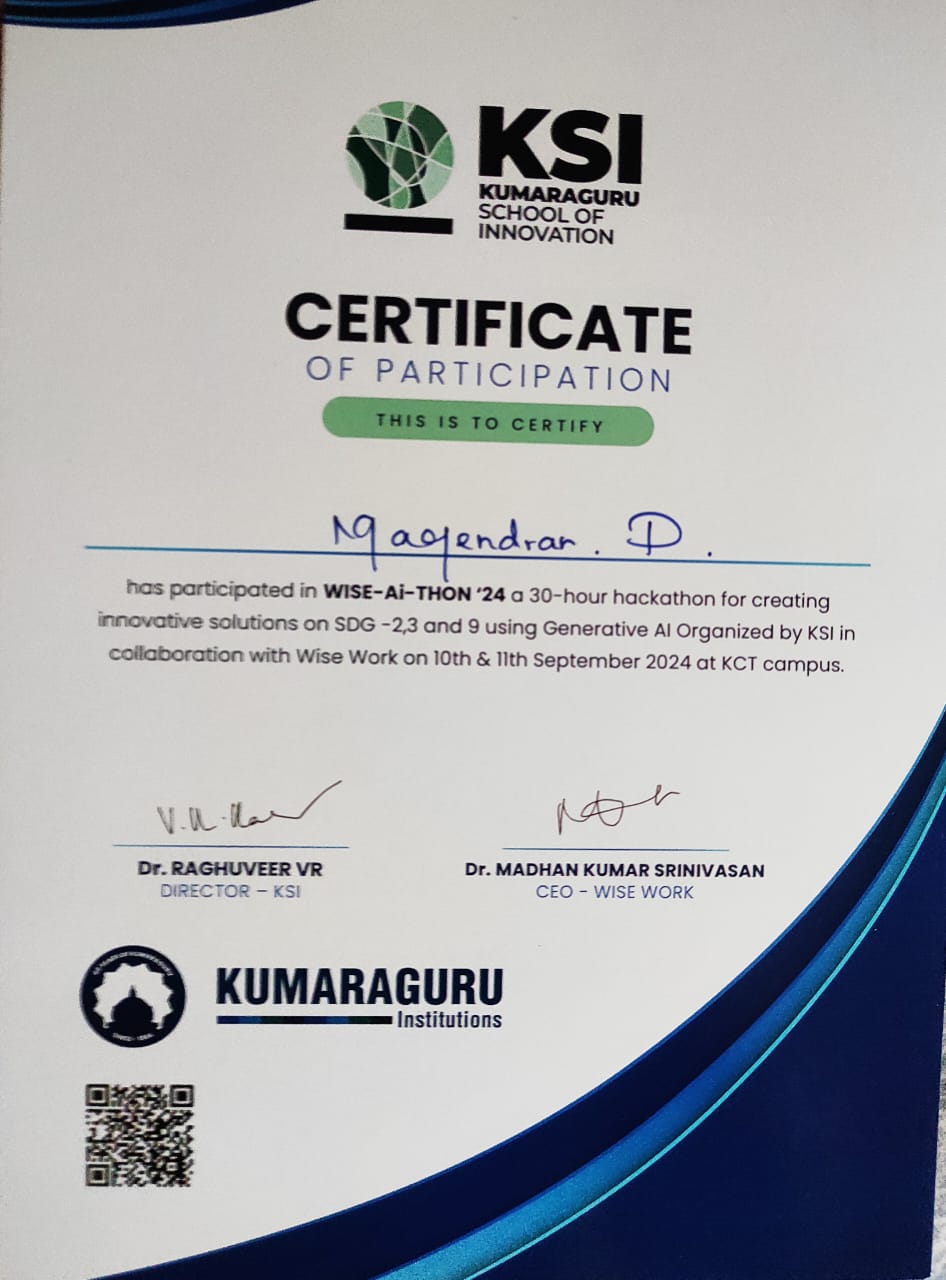 KSI
KUMARAGURU
SCHOOL OF
INNOVATION
CERTIFICATE
OF PARTICIPATION
THIS IS TO CERTIFY
Nagendran. D.
has participated in WISE-Ai-THON ‘24 a 30-hour hackathon for creating
innovative solutions on SDG -2,3 and 9 using Generative AI Organized by KSI in
collaboration with Wise Work on 10th & 11th September 2024 at KCT campus.
Dr. RAGHUVEER VR
DIRECTOR – KSI
Dr. MADHAN KUMAR SRINIVASAN
CEO - WISE WORK
KUMARAGURU
Institutions